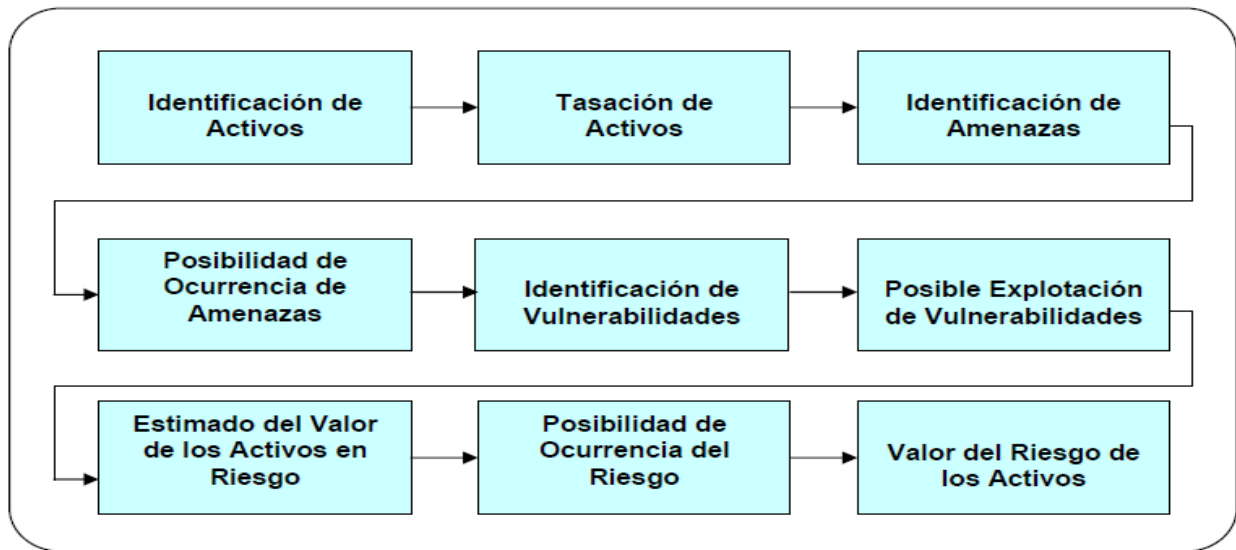 Identificación de
Activos
Tasación de
Activos
Identificación de
Amenazas
Posibilidad de
Ocurrencia de
Amenazas
Identificación de
Vulnerabilidades
Posible Explotación
de Vulnerabilidades
Estimado del Valor
de los Activos en
Riesgo
Posibilidad de
Ocurrencia del
Riesgo
Valor del Riesgo de
los Activos